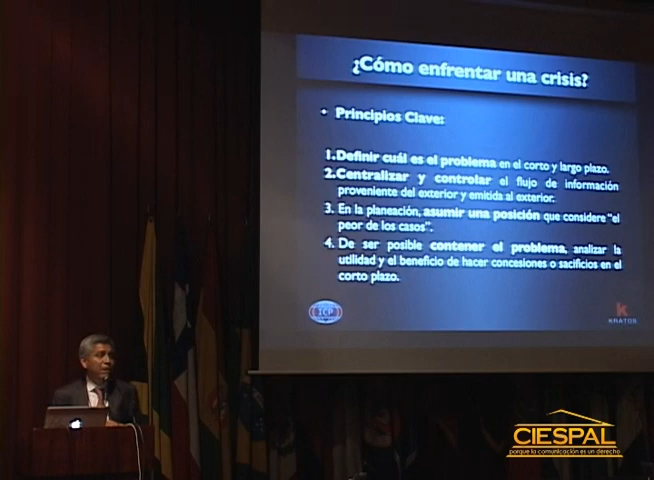 ¿Cómo enfrentar una crisis?
• Principios Clave:
1.Definir cuál es el problema en el corto y largo plazo.
2.Centralizar y controlar el flujo de información
proveniente del exterior y emitida al exterior.
3. En la planeación, asumir una posición que considere "el
peor de los casos".
4. De ser posible contener el problema, analizar la
utilidad y el beneficio de hacer concesiones o sacificios en el
corto plazo.
ICP
KRATOS
CIESPAL
porque la comunicación es un derecho